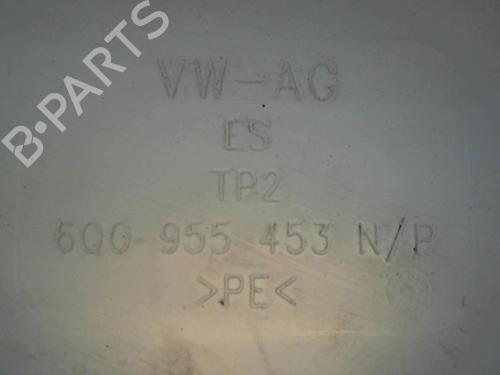 B-PARTS
VW-AG
ES
TP2
6Q0 955 453 N/P
>PE<